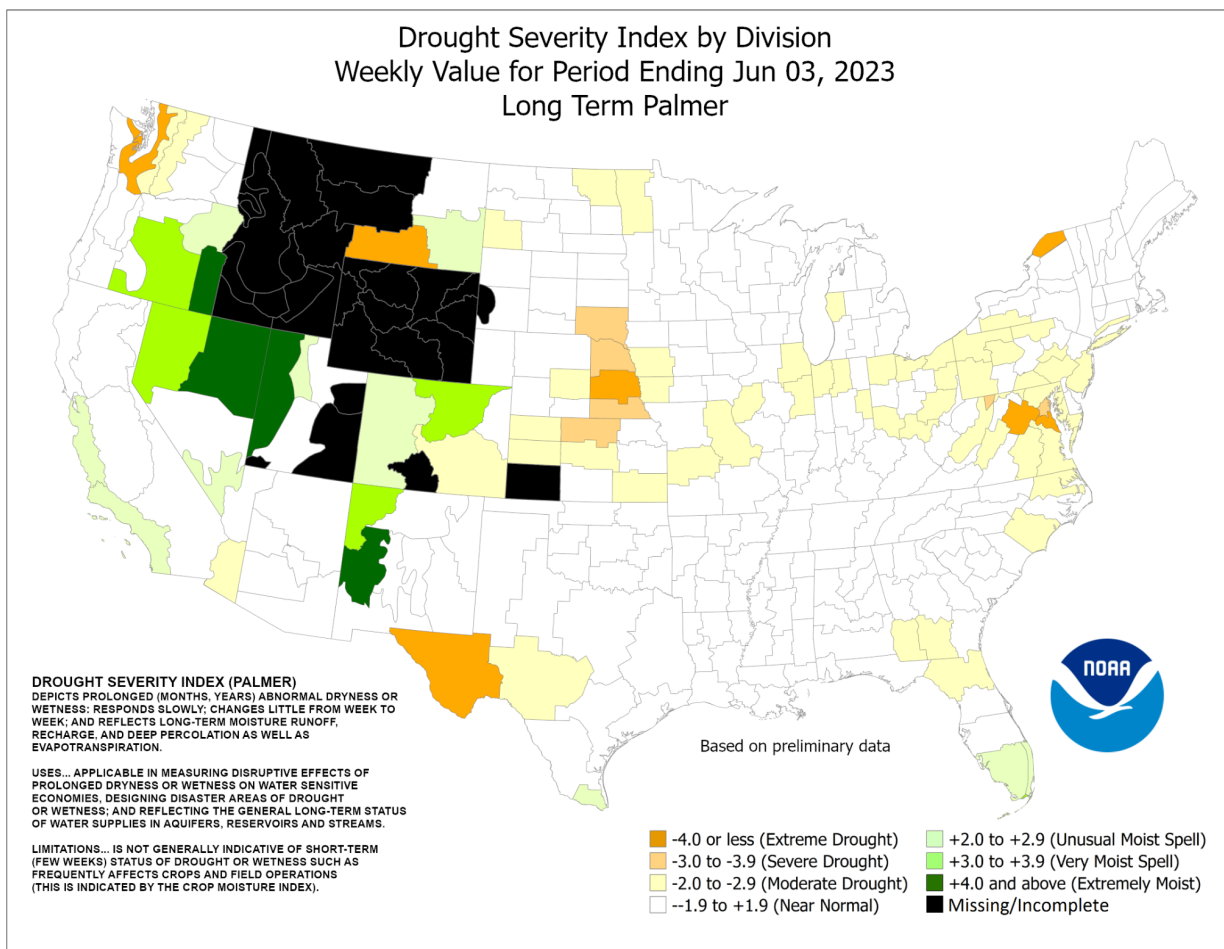 Drought Severity Index by Division
Weekly Value for Period Ending Jun 03, 2023
Long Term Palmer
DROUGHT SEVERITY INDEX (PALMER)
DEPICTS PROLONGED (MONTHS, YEARS) ABNORMAL DRYNESS OR
WETNESS: RESPONDS SLOWLY; CHANGES LITTLE FROM WEEK TO
WEEK; AND REFLECTS LONG-TERM MOISTURE RUNOFF,
RECHARGE, AND DEEP PERCOLATION AS WELL AS
EVAPOTRANSPIRATION.
USES... APPLICABLE IN MEASURING DISRUPTIVE EFFECTS OF
PROLONGED DRYNESS OR WETNESS ON WATER SENSITIVE
ECONOMIES, DESIGNING DISASTER AREAS OF DROUGHT
OR WETNESS; AND REFLECTING THE GENERAL LONG-TERM STATUS
OF WATER SUPPLIES IN AQUIFERS, RESERVOIRS AND STREAMS.
LIMITATIONS... IS NOT GENERALLY INDICATIVE OF SHORT-TERM
(FEW WEEKS) STATUS OF DROUGHT OR WETNESS SUCH AS
FREQUENTLY AFFECTS CROPS AND FIELD OPERATIONS
(THIS IS INDICATED BY THE CROP MOISTURE INDEX).
NOAA
Based on preliminary data
-4.0 or less (Extreme Drought)
-3.0 to -3.9 (Severe Drought)
-2.0 to -2.9 (Moderate Drought)
--1.9 to +1.9 (Near Normal)
+2.0 to +2.9 (Unusual Moist Spell)
+3.0 to +3.9 (Very Moist Spell)
+4.0 and above (Extremely Moist)
Missing/Incomplete